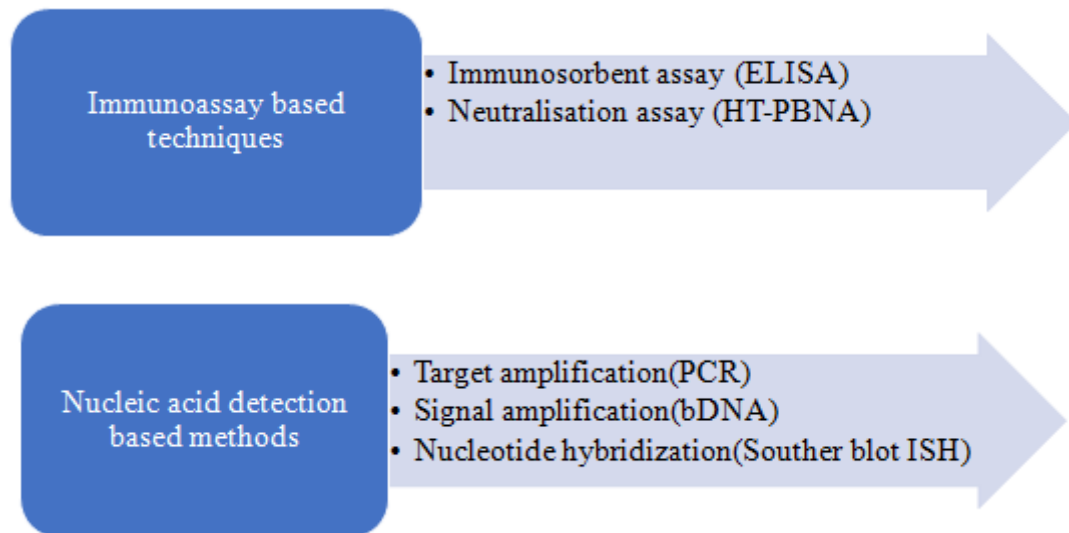 Immunoassay based
techniques
• Immunosorbent assay (ELISA)
• Neutralisation assay (HT-PBNA)
Nucleic acid detection
based methods
• Target amplification(PCR)
• Signal amplification(bDNA)
• Nucleotide hybridization(Souther blot ISH)